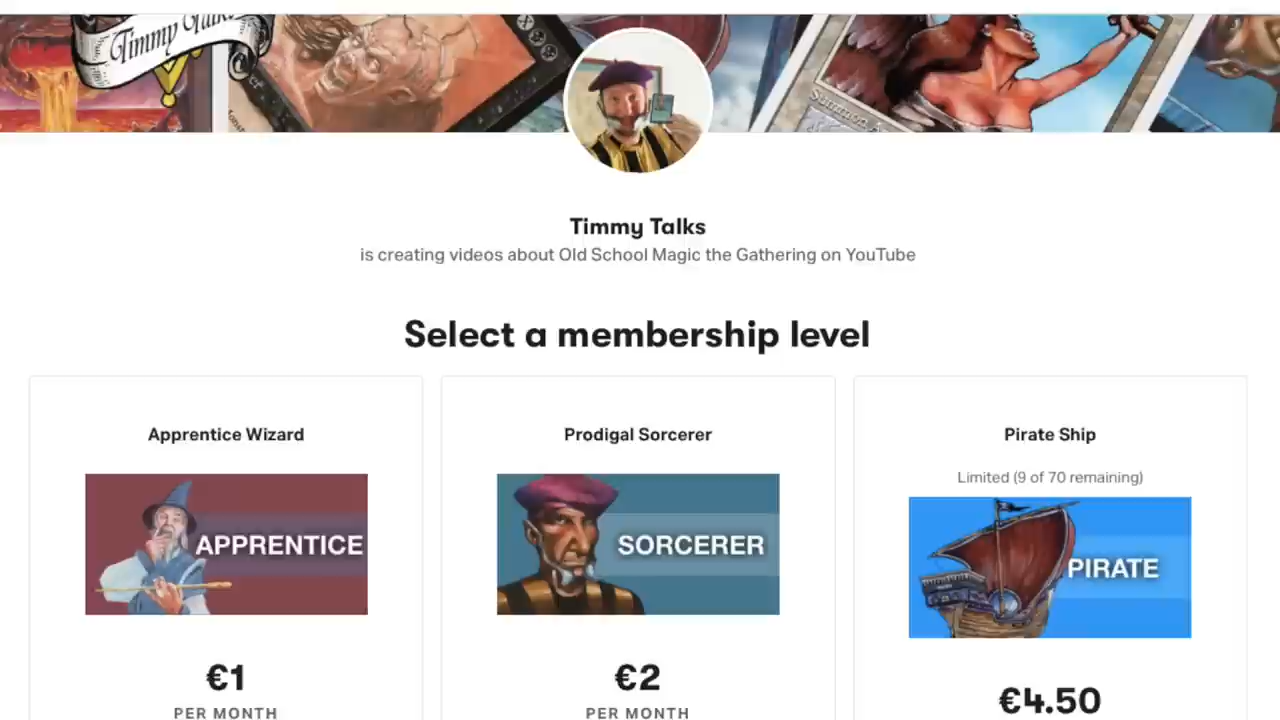 Timmy Talks
Summon A
Timmy Talks
is creating videos about Old School Magic the Gathering on YouTube
Select a membership level
Apprentice Wizard
Prodigal Sorcerer
Pirate Ship
Limited (9 of 70 remaining)
APPRENTICE
SORCERER
PIRATE
€1
€2
€4.50
PER MONTH
PER MONTH